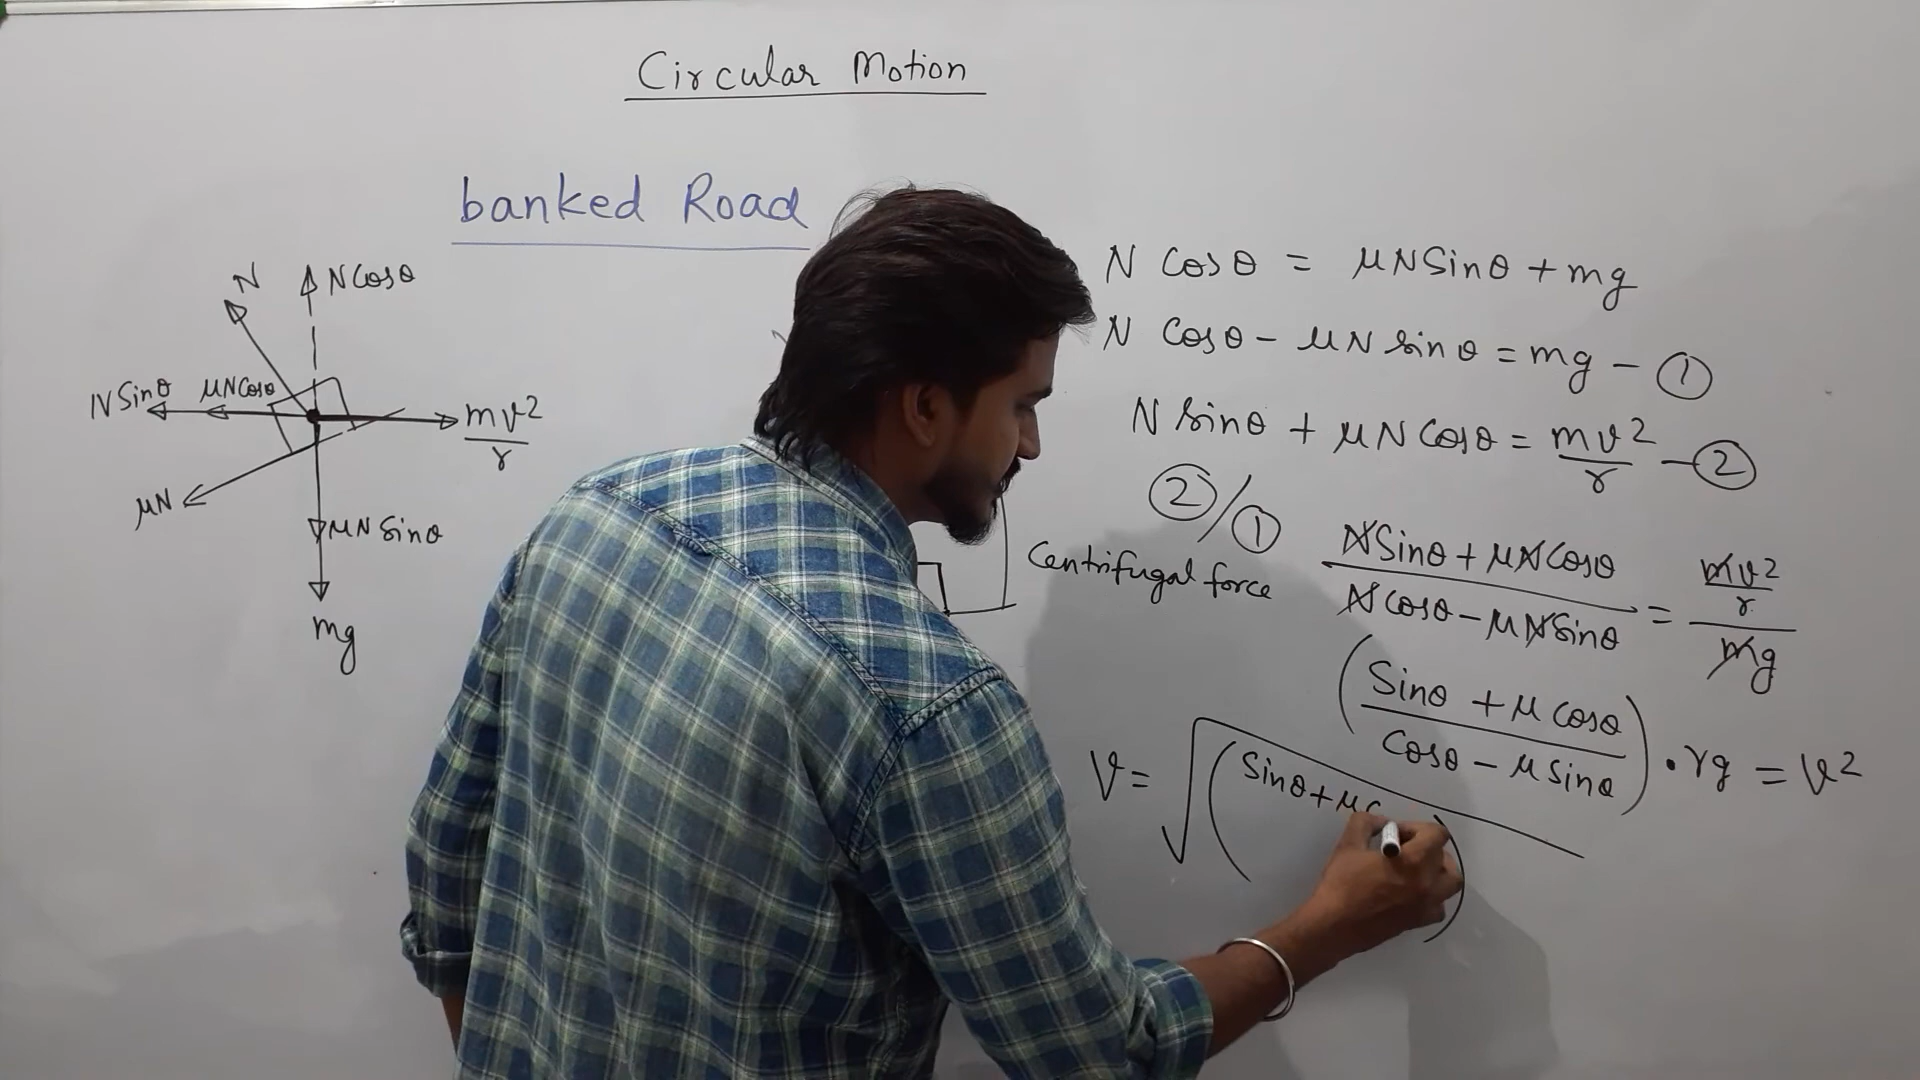 Circular Motion
banked Road
N
N Cosθ
N Sinθ
μN Cosθ
mv²
r
μN
μN Sinθ
mg
Centrifugal force
N Cosθ = μN Sinθ + mg
N Cosθ - μN Sinθ = mg - ①
N Sinθ + μN Cosθ = mv²/r - ②
②/①
N Sinθ + μN Cosθ / N Cosθ - μN Sinθ = mv²/r / mg
(Sinθ + μ Cosθ / Cosθ - μ Sinθ) · rg = v²
V = √(Sinθ + μC